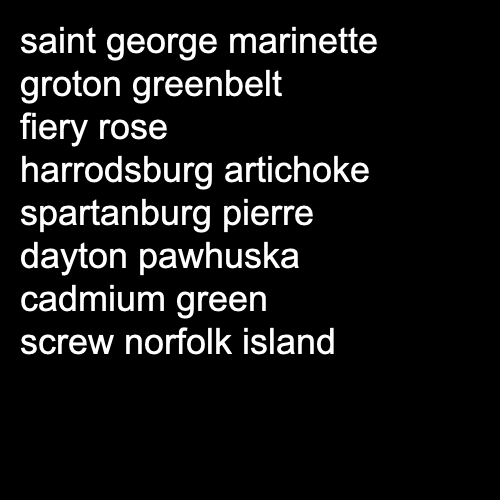 saint george marinette
groton greenbelt
fiery rose
harrodsburg artichoke
spartanburg pierre
dayton pawhuska
cadmium green
screw norfolk island